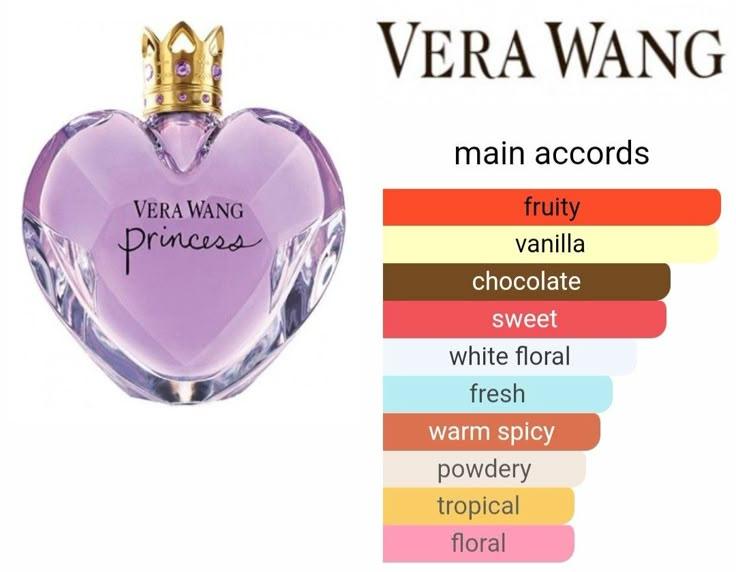 VERA WANG
VERA WANG
princess
main accords
fruity
vanilla
chocolate
sweet
white floral
fresh
warm spicy
powdery
tropical
floral